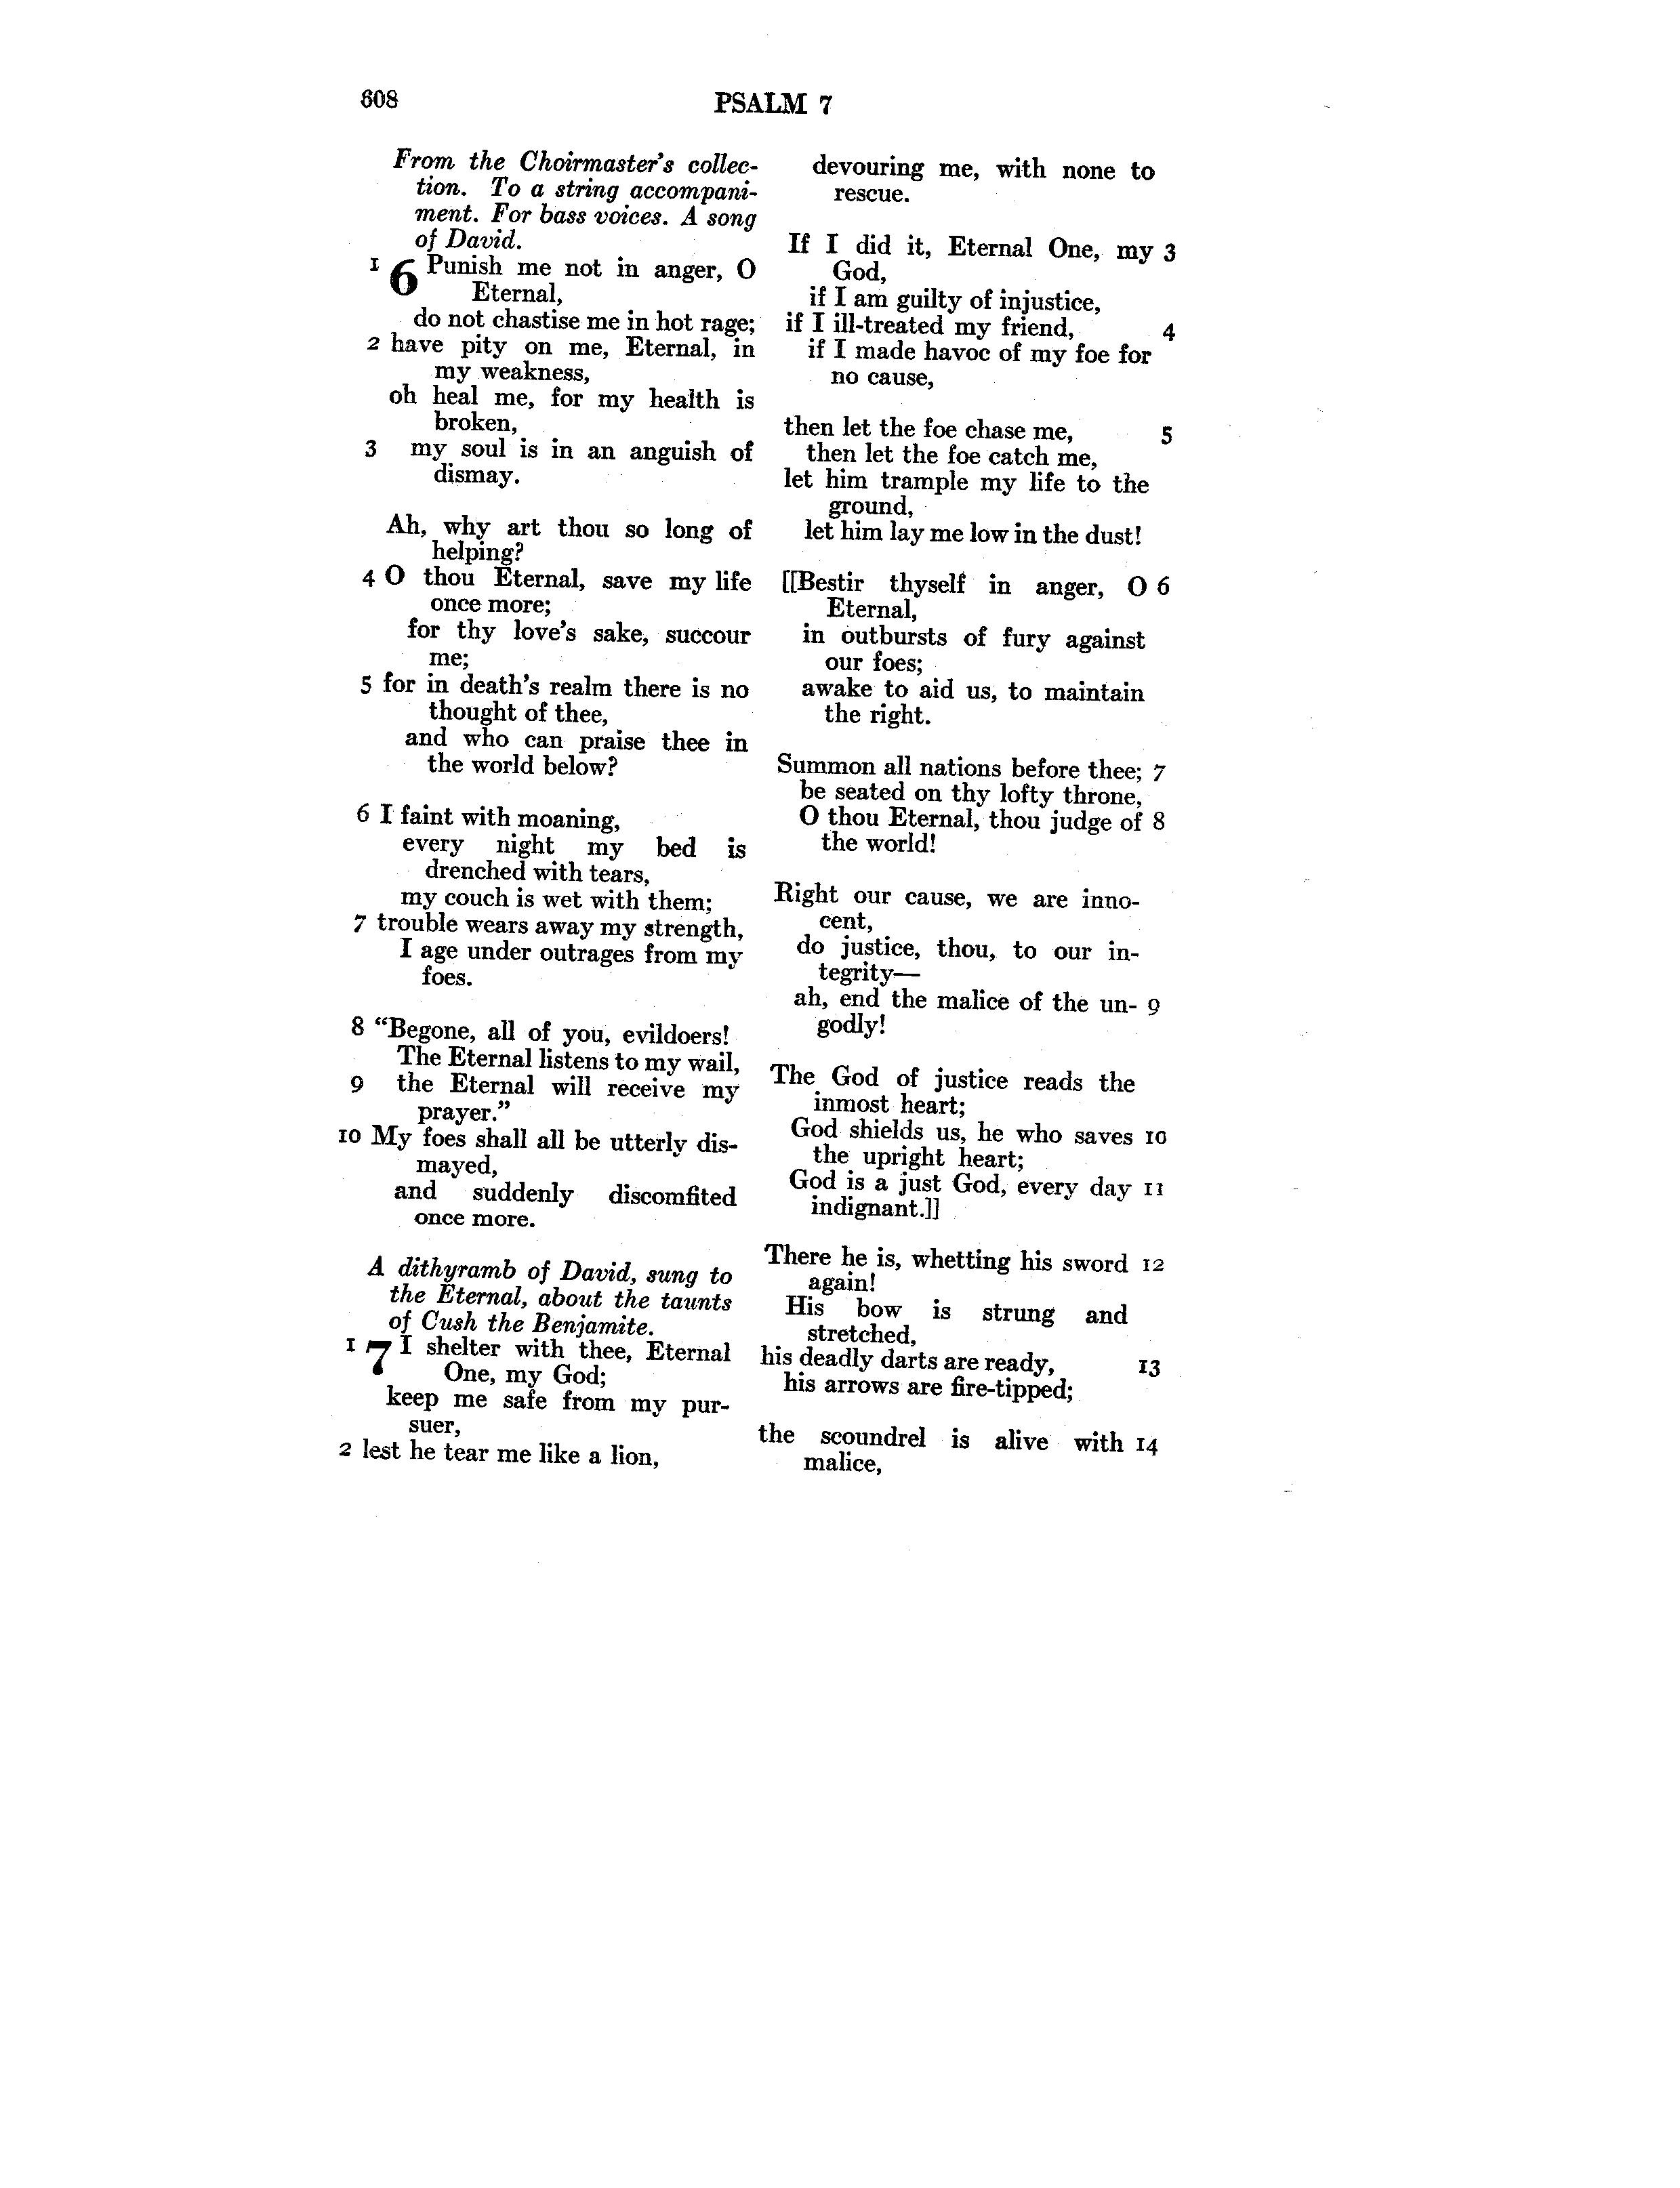 608
PSALM 7
From the Choirmaster's collec-
tion. To a string accompani-
ment. For bass voices. A song
of David.
1 6 Punish me not in anger, O
Eternal,
do not chastise me in hot rage;
2 have pity on me, Eternal, in
my weakness,
oh heal me, for my health is
broken,
3 my soul is in an anguish of
dismay.
Ah, why art thou so long of
helping?
4 O thou Eternal, save my life
once more;
for thy love's sake, succour
me;
5 for in death's realm there is no
thought of thee,
and who can praise thee in
the world below?
6 I faint with moaning,
every night my bed is
drenched with tears,
my couch is wet with them;
7 trouble wears away my strength,
I age under outrages from my
foes.
8 “Begone, all of you, evildoers!
The Eternal listens to my wail,
9 the Eternal will receive my
prayer.”
10 My foes shall all be utterly dis-
mayed,
and suddenly discomfited
once more.
A dithyramb of David, sung to
the Eternal, about the taunts
of Cush the Benjamite.
1 7 I shelter with thee, Eternal
One, my God;
keep me safe from my pur-
suer,
2 lest he tear me like a lion,
devouring me, with none to
rescue.
If I did it, Eternal One, my 3
God,
if I am guilty of injustice,
if I ill-treated my friend, 4
if I made havoc of my foe for
no cause,
then let the foe chase me, 5
then let the foe catch me,
let him trample my life to the
ground,
let him lay me low in the dust!
[[Bestir thyself in anger, O 6
Eternal,
in outbursts of fury against
our foes;
awake to aid us, to maintain
the right.
Summon all nations before thee; 7
be seated on thy lofty throne,
O thou Eternal, thou judge of 8
the world!
Right our cause, we are inno-
cent,
do justice, thou, to our in-
tegrity—
ah, end the malice of the un- 9
godly!
The God of justice reads the
inmost heart;
God shields us, he who saves 10
the upright heart;
God is a just God, every day 11
indignant.]]
There he is, whetting his sword 12
again!
His bow is strung and
stretched,
his deadly darts are ready, 13
his arrows are fire-tipped;
the scoundrel is alive with 14
malice,